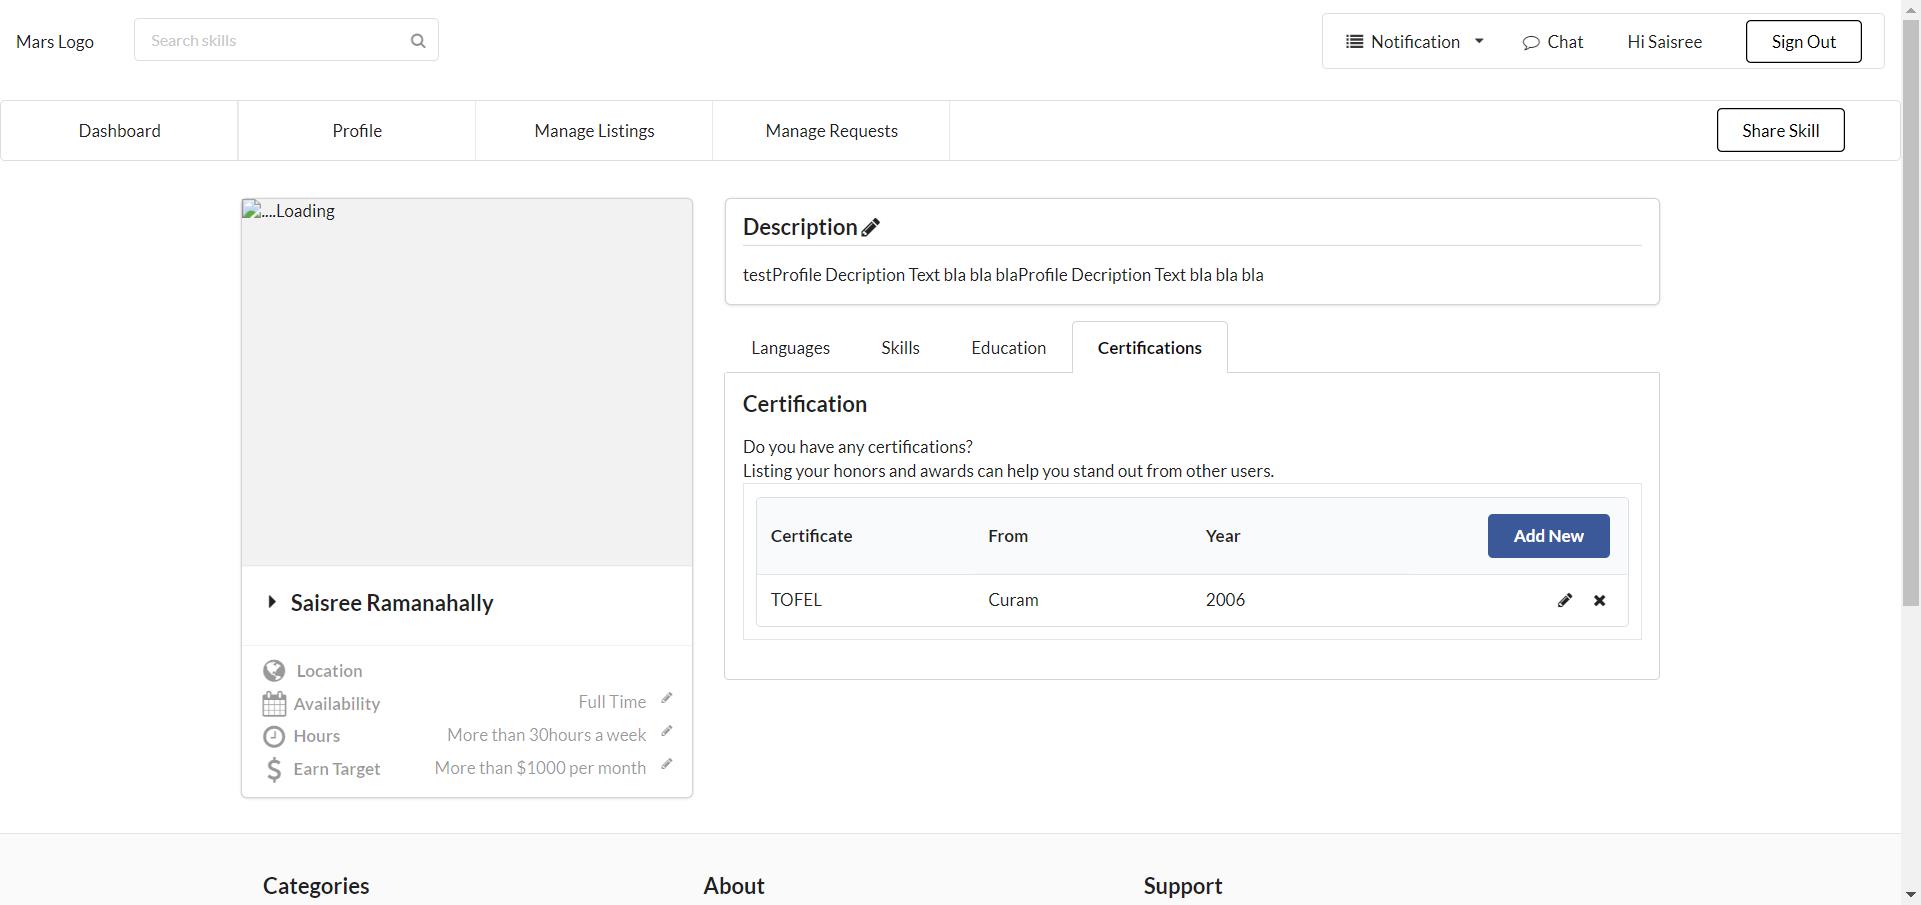 Mars Logo
Search skills
Notification
Chat
Hi Saisree
Sign Out
Dashboard
Profile
Manage Listings
Manage Requests
Share Skill
....Loading
Saisree Ramanahally
Location
Availability
Full Time
Hours
More than 30hours a week
Earn Target
More than $1000 per month
Description
testProfile Decription Text bla bla blaProfile Decription Text bla bla bla
Languages
Skills
Education
Certifications
Certification
Do you have any certifications?
Listing your honors and awards can help you stand out from other users.
Certificate
From
Year
Add New
TOFEL
Curam
2006
Categories
About
Support